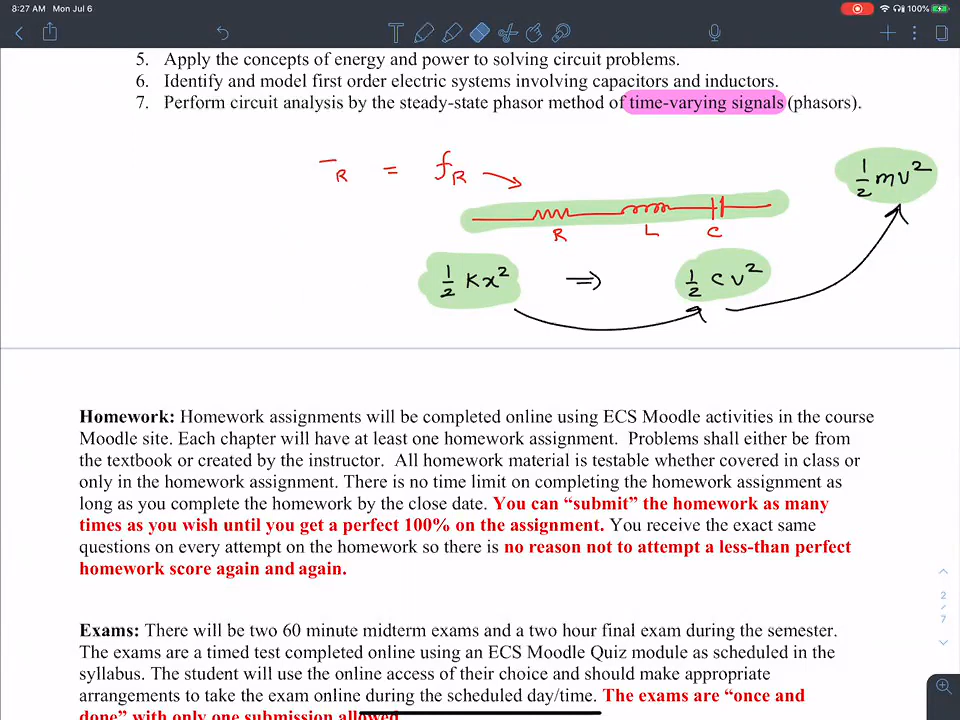 8:27 AM Mon Jul 6
100%
5. Apply the concepts of energy and power to solving circuit problems.
6. Identify and model first order electric systems involving capacitors and inductors.
7. Perform circuit analysis by the steady-state phasor method of time-varying signals (phasors).
R = fR
½mv²
R L C
½Kx² ⇒ ½CV²
Homework: Homework assignments will be completed online using ECS Moodle activities in the course
Moodle site. Each chapter will have at least one homework assignment. Problems shall either be from
the textbook or created by the instructor. All homework material is testable whether covered in class or
only in the homework assignment. There is no time limit on completing the homework assignment as
long as you complete the homework by the close date. You can “submit” the homework as many
times as you wish until you get a perfect 100% on the assignment. You receive the exact same
questions on every attempt on the homework so there is no reason not to attempt a less-than perfect
homework score again and again.
2
/
7
Exams: There will be two 60 minute midterm exams and a two hour final exam during the semester.
The exams are a timed test completed online using an ECS Moodle Quiz module as scheduled in the
syllabus. The student will use the online access of their choice and should make appropriate
arrangements to take the exam online during the scheduled day/time. The exams are “once and
done” with only one submission allowed.